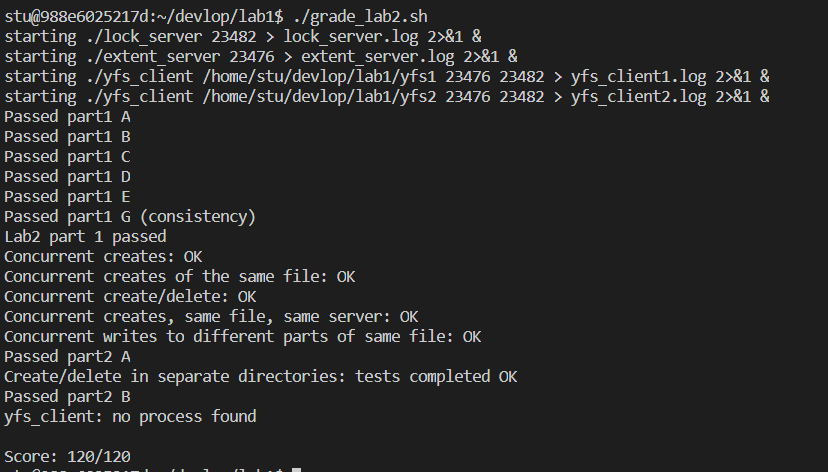 stu@988e6025217d:~/devlop/lab1$ ./grade_lab2.sh
starting ./lock_server 23482 > lock_server.log 2>&1 &
starting ./extent_server 23476 > extent_server.log 2>&1 &
starting ./yfs_client /home/stu/devlop/lab1/yfs1 23476 23482 > yfs_client1.log 2>&1 &
starting ./yfs_client /home/stu/devlop/lab1/yfs2 23476 23482 > yfs_client2.log 2>&1 &
Passed part1 A
Passed part1 B
Passed part1 C
Passed part1 D
Passed part1 E
Passed part1 G (consistency)
Lab2 part 1 passed
Concurrent creates: OK
Concurrent creates of the same file: OK
Concurrent create/delete: OK
Concurrent creates, same file, same server: OK
Concurrent writes to different parts of same file: OK
Passed part2 A
Create/delete in separate directories: tests completed OK
Passed part2 B
yfs_client: no process found
Score: 120/120